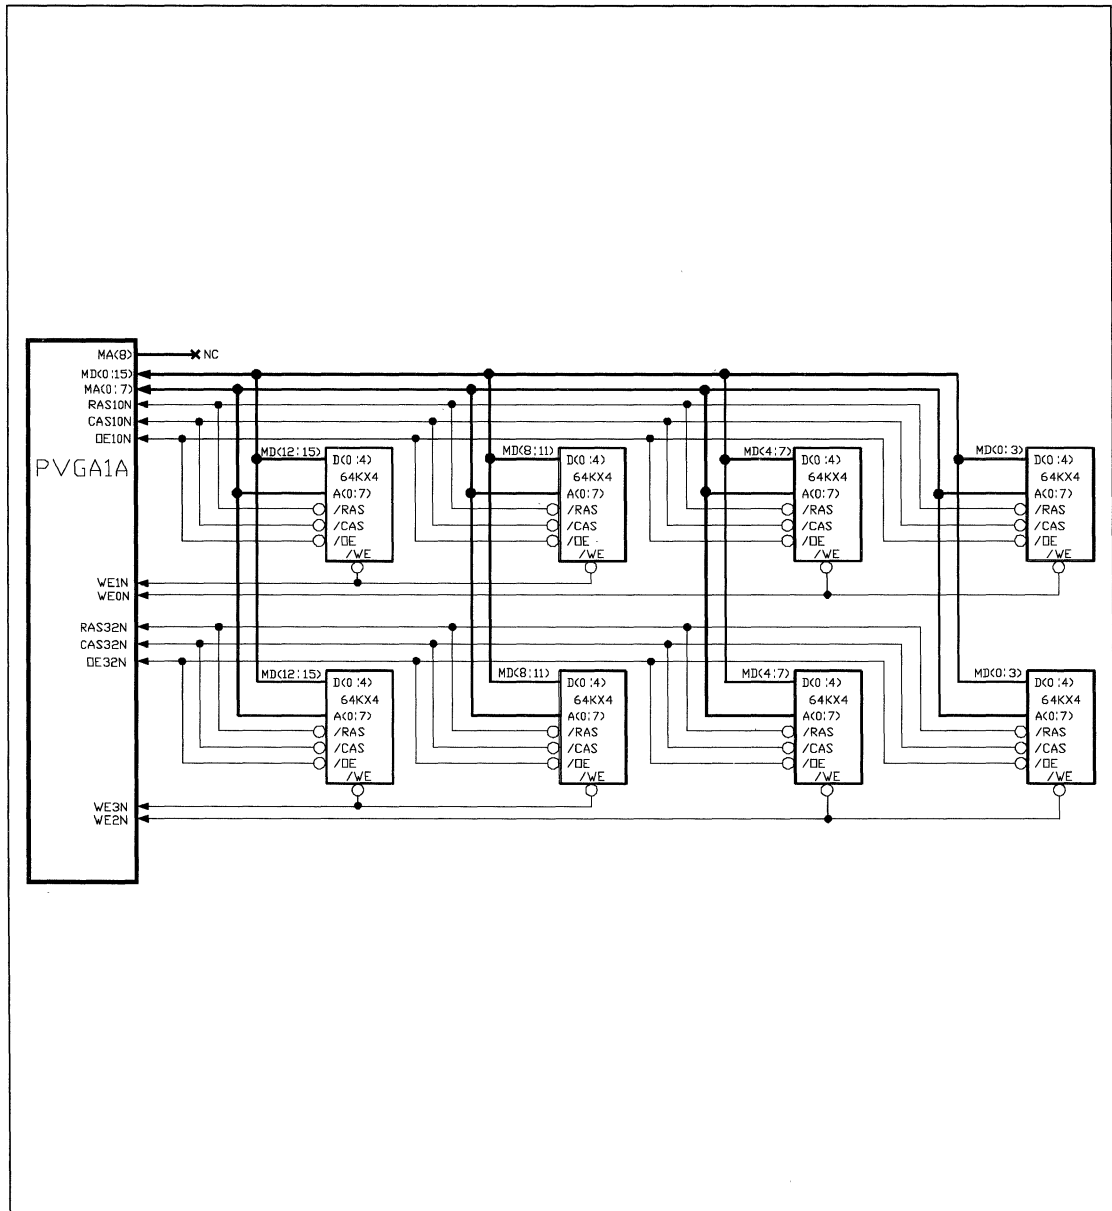 MA(8)
NC
MD(0:15)
MA(0:7)
RAS10N
CAS10N
OE10N
PVGA1A
MD(12:15)
D(0:4)
64KX4
A(0:7)
/RAS
/CAS
/OE
/WE
MD(8:11)
D(0:4)
64KX4
A(0:7)
/RAS
/CAS
/OE
/WE
MD(4:7)
D(0:4)
64KX4
A(0:7)
/RAS
/CAS
/OE
/WE
MD(0:3)
D(0:4)
64KX4
A(0:7)
/RAS
/CAS
/OE
/WE
WE1N
WE0N
RAS32N
CAS32N
OE32N
MD(12:15)
D(0:4)
64KX4
A(0:7)
/RAS
/CAS
/OE
/WE
MD(8:11)
D(0:4)
64KX4
A(0:7)
/RAS
/CAS
/OE
/WE
MD(4:7)
D(0:4)
64KX4
A(0:7)
/RAS
/CAS
/OE
/WE
MD(0:3)
D(0:4)
64KX4
A(0:7)
/RAS
/CAS
/OE
/WE
WE3N
WE2N